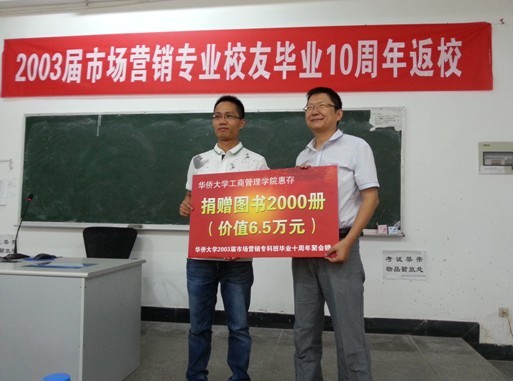 2003届市场营销专业校友毕业10周年返校
华侨大学工商管理学院惠存
捐赠图书2000册
（价值6.5万元）
华侨大学2003届市场营销专科班毕业十周年聚会赠
考试禁带
物品留置处